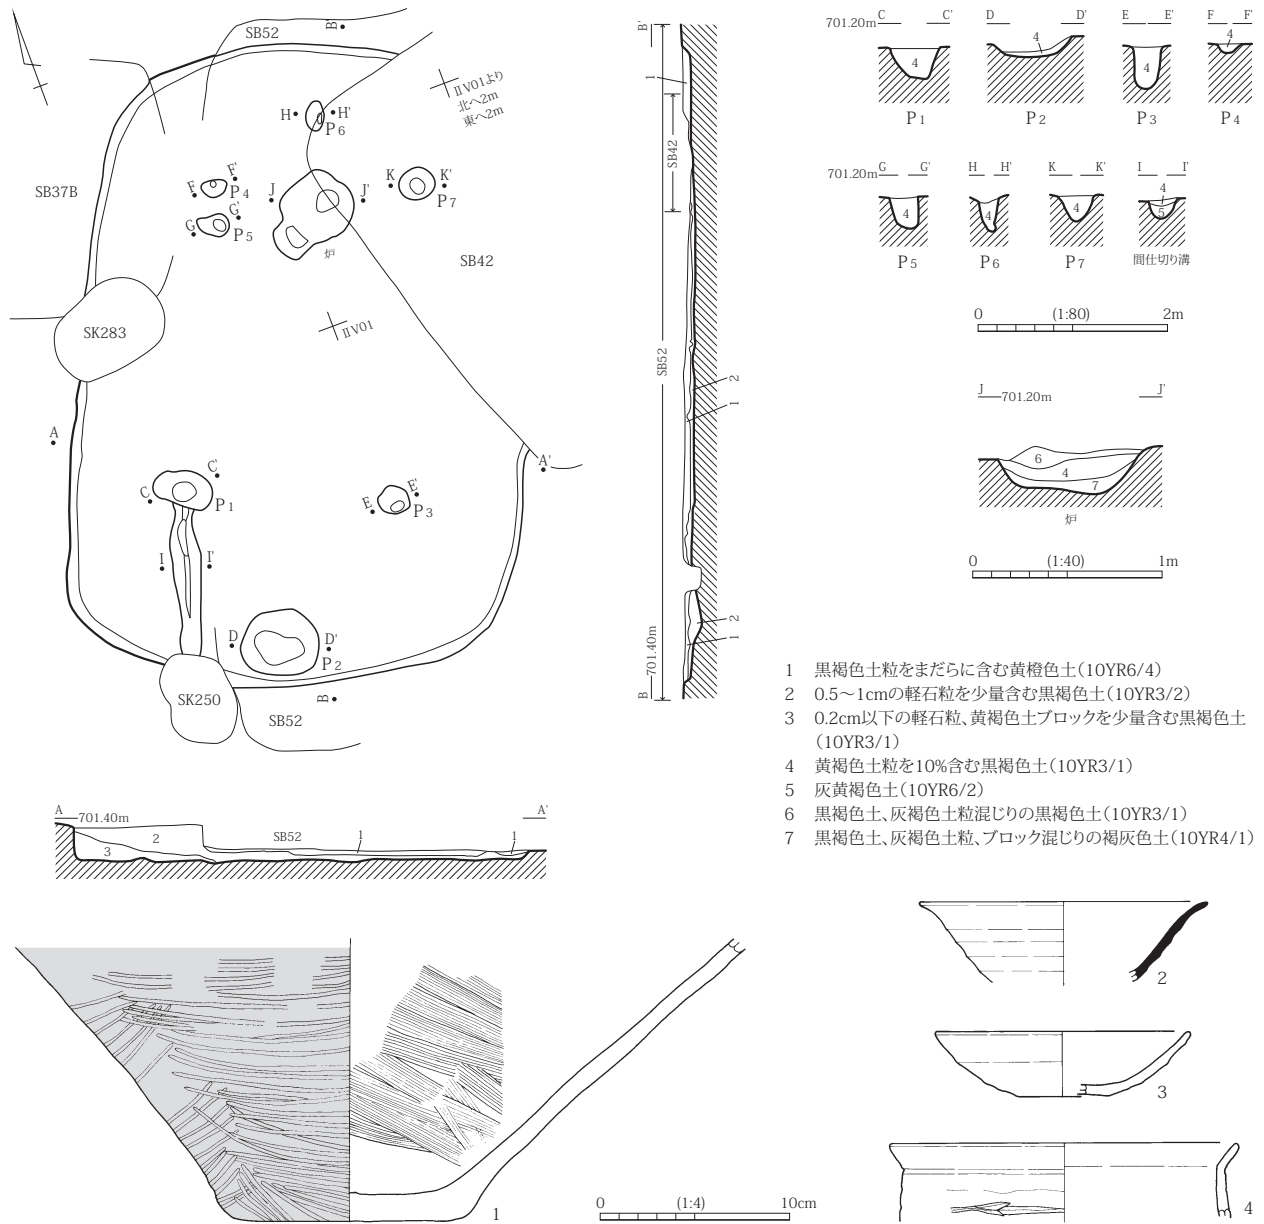 SB52
B'
ⅡV01より
北へ2m
東へ2m
H H'
P6
SB37B
F F'
P4
G G'
P5
J J'
K K'
P7
炉
SB42
SK283
ⅡV01
A
A'
C C'
P1
E E'
P3
I I'
D D'
P2
SK250
B
SB52
B'
1
SB42
SB52
2
1
2
1
701.40m
B
701.20m
C C' D D' E E' F F'
4 4 4 4
P1 P2 P3 P4
701.20m
G G' H H' K K' I I'
4 4 4 4 5
P5 P6 P7 間仕切り溝
0 (1:80) 2m
J 701.20m J'
6
4
7
炉
0 (1:40) 1m
1 黒褐色土粒をまだらに含む黄橙色土(10YR6/4)
2 0.5〜1cmの軽石粒を少量含む黒褐色土(10YR3/2)
3 0.2cm以下の軽石粒、黄褐色土ブロックを少量含む黒褐色土
(10YR3/1)
4 黄褐色土粒を10%含む黒褐色土(10YR3/1)
5 灰黄褐色土(10YR6/2)
6 黒褐色土、灰褐色土粒混じりの黒褐色土(10YR3/1)
7 黒褐色土、灰褐色土粒、ブロック混じりの褐灰色土(10YR4/1)
A 701.40m A'
2 SB52 1 1
3
2
3
1
0 (1:4) 10cm
4